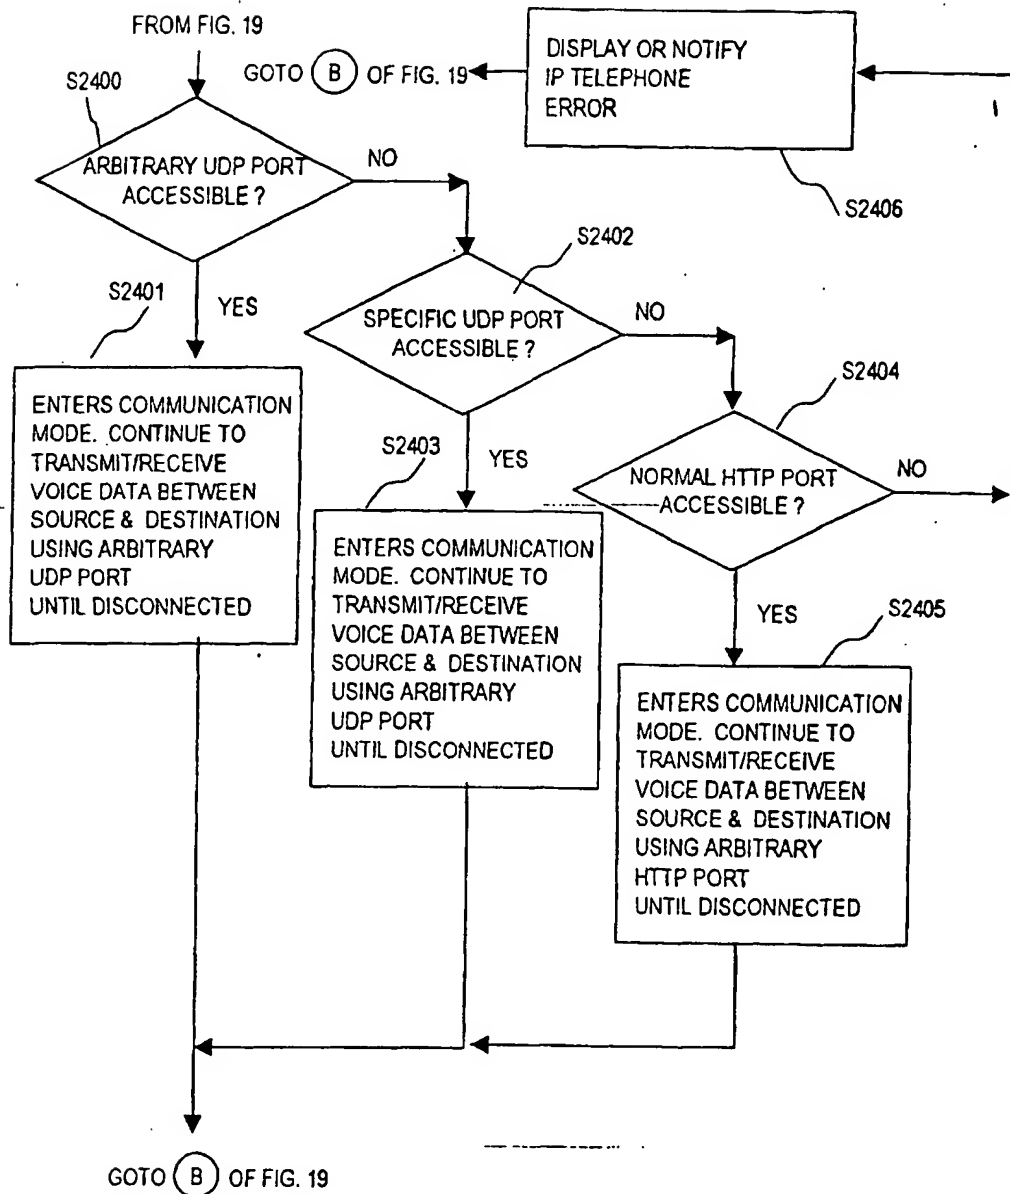 FROM FIG. 19
GOTO B OF FIG. 19
DISPLAY OR NOTIFY
IP TELEPHONE
ERROR
S2406
S2400
ARBITRARY UDP PORT
ACCESSIBLE ?
NO
YES
S2401
ENTERS COMMUNICATION
MODE. CONTINUE TO
TRANSMIT/RECEIVE
VOICE DATA BETWEEN
SOURCE & DESTINATION
USING ARBITRARY
UDP PORT
UNTIL DISCONNECTED
S2402
SPECIFIC UDP PORT
ACCESSIBLE ?
NO
YES
S2403
ENTERS COMMUNICATION
MODE. CONTINUE TO
TRANSMIT/RECEIVE
VOICE DATA BETWEEN
SOURCE & DESTINATION
USING ARBITRARY
UDP PORT
UNTIL DISCONNECTED
S2404
NORMAL HTTP PORT
ACCESSIBLE ?
NO
YES
S2405
ENTERS COMMUNICATION
MODE. CONTINUE TO
TRANSMIT/RECEIVE
VOICE DATA BETWEEN
SOURCE & DESTINATION
USING ARBITRARY
HTTP PORT
UNTIL DISCONNECTED
GOTO B OF FIG. 19